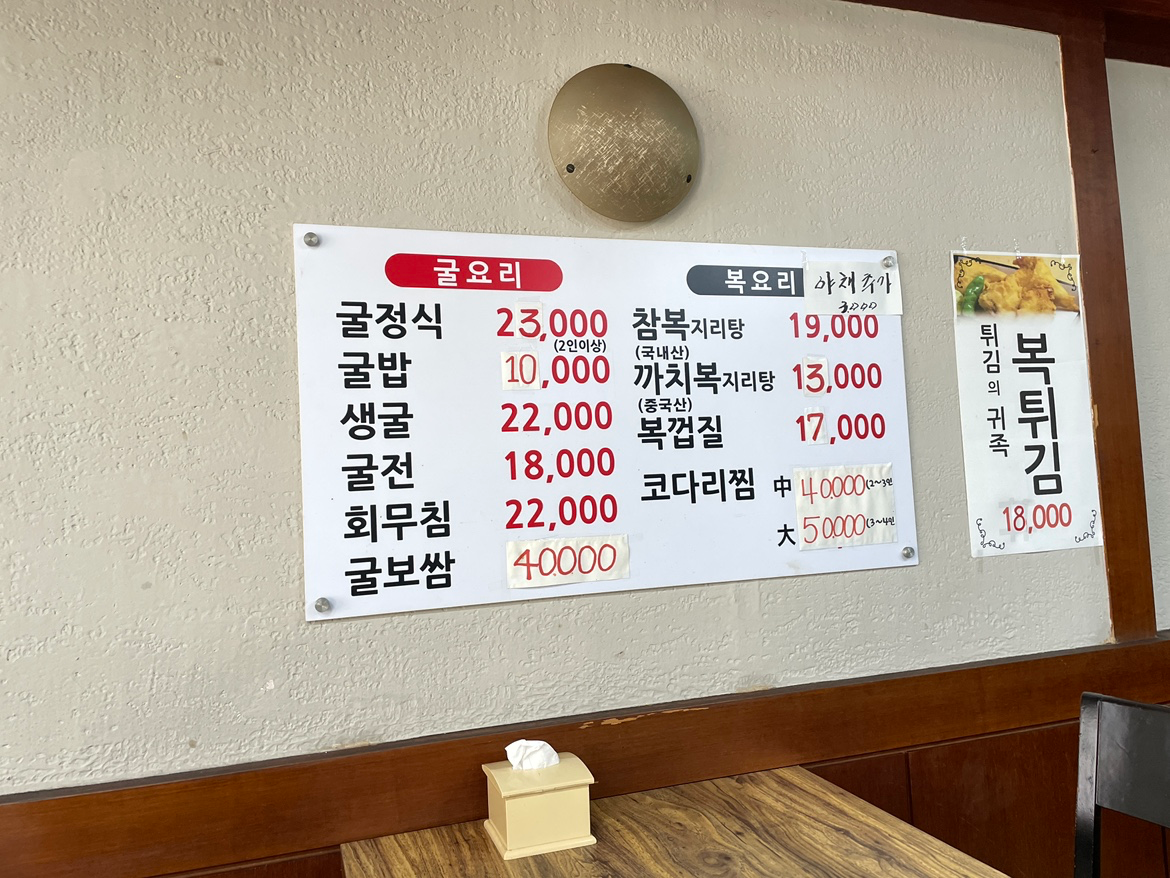 굴요리
굴정식 23,000
(2인이상)
굴밥 10,000
생굴 22,000
굴전 18,000
회무침 22,000
굴보쌈 40.000
복요리
야채추가
3,000
참복지리탕 19,000
(국내산)
까치복지리탕 13,000
(중국산)
복껍질 17,000
코다리찜 中 40.000(2~3인
大 50.000(3~4인
복튀김
튀김의 귀족
18,000